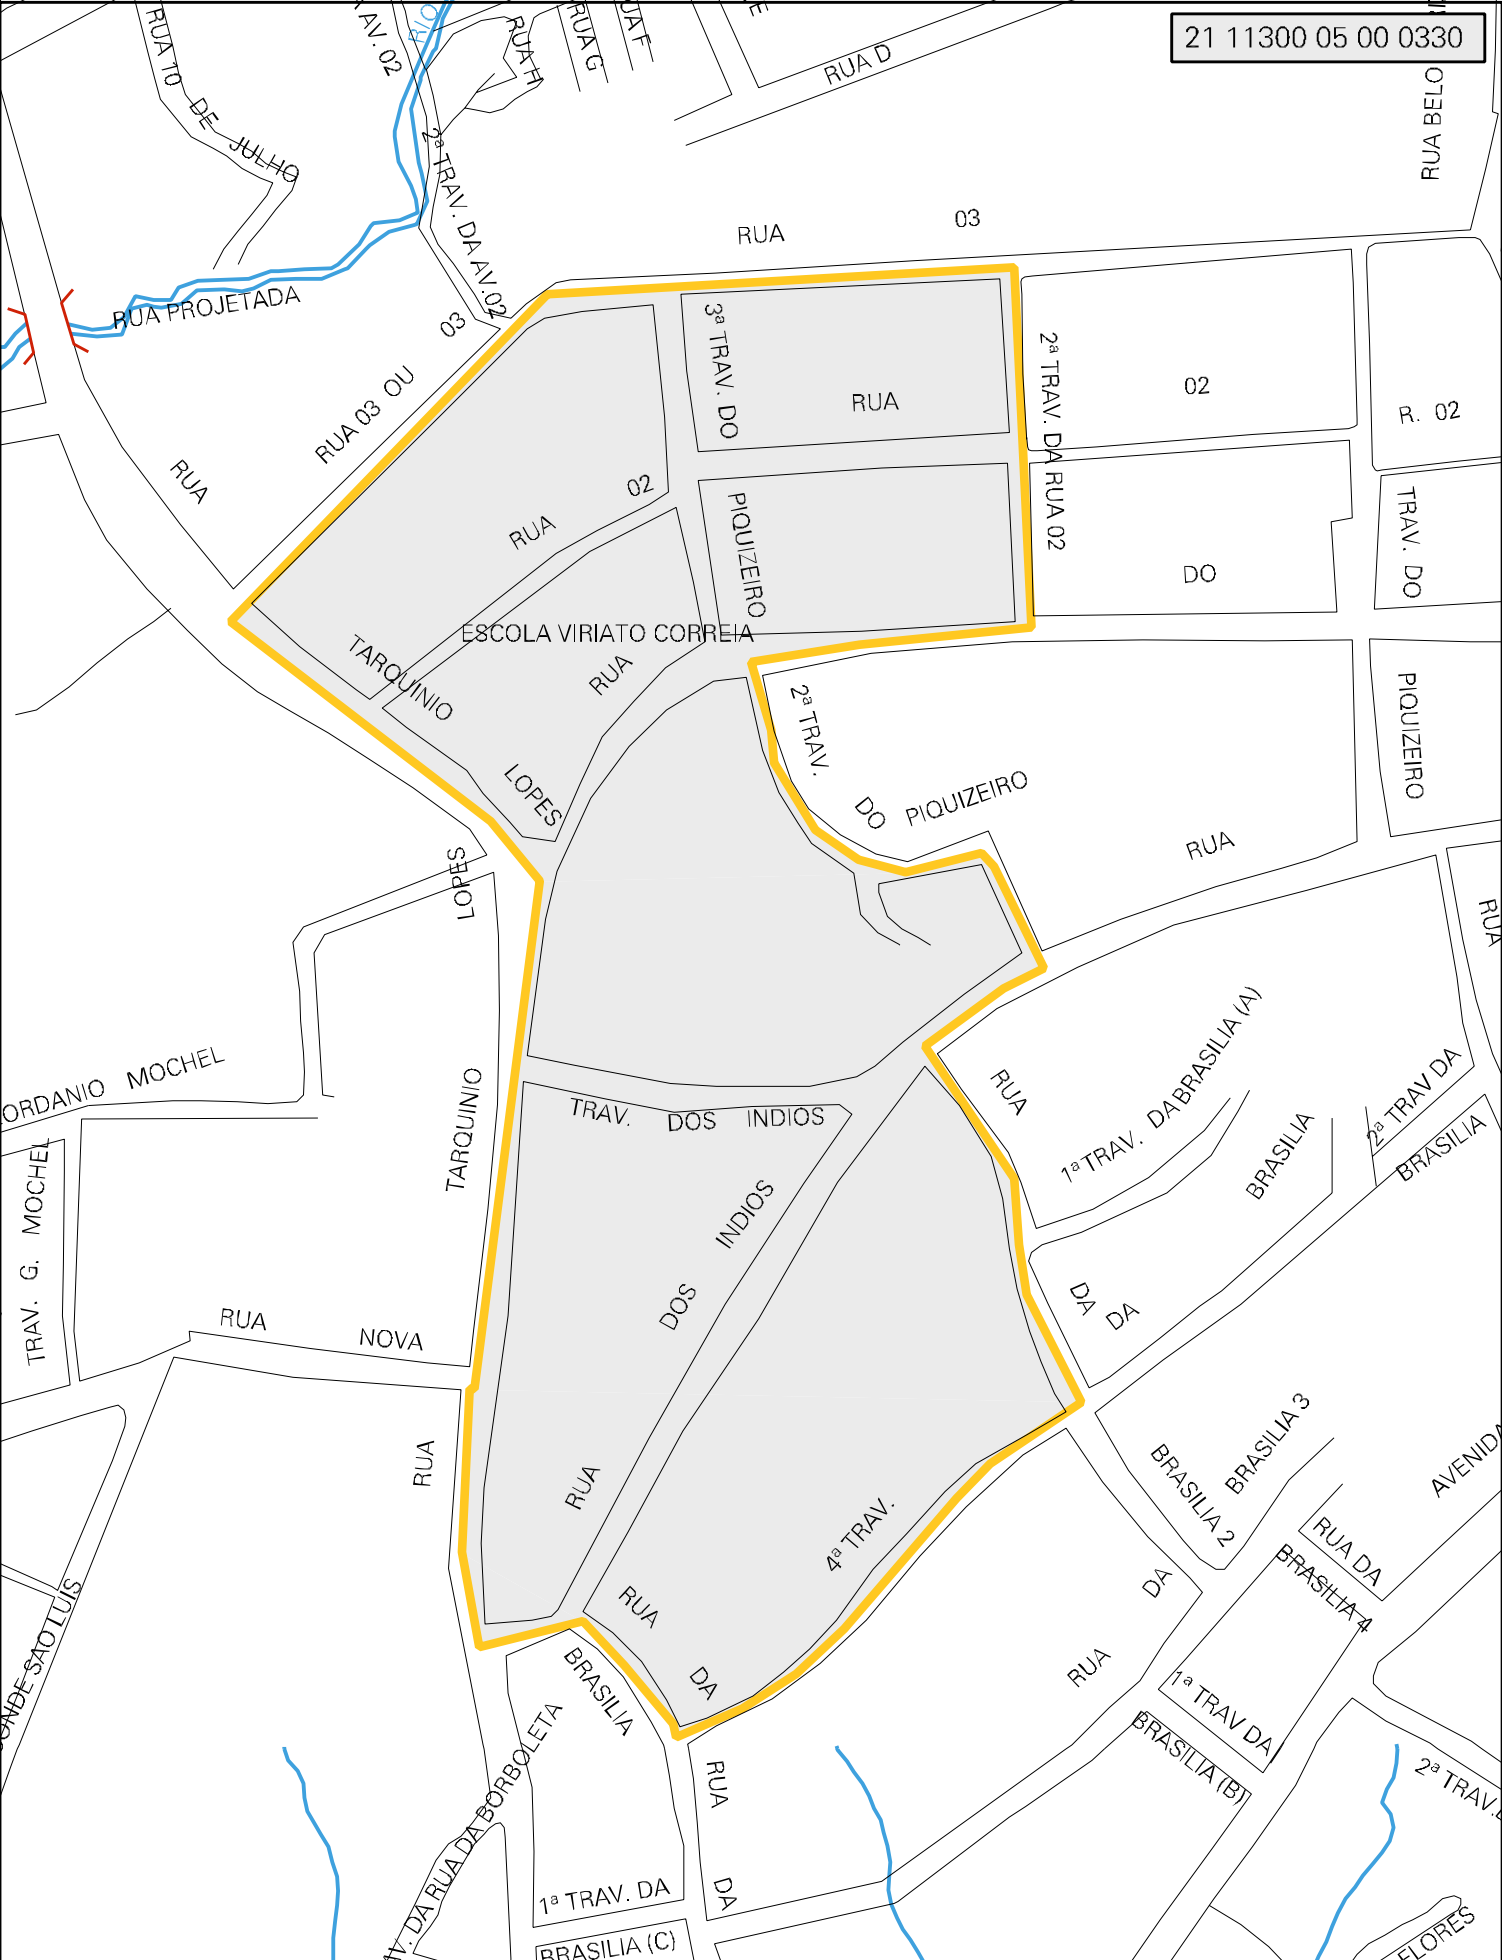 21 11300 05 00 0330
RUA 10 DE JULHO
AV. 02
RIO
RUA H
RUA G
RUA F
RUA D
RUA BELO
2ª TRAV. DA AV.02
RUA 03
RUA PROJETADA
RUA 03 OU 03
RUA
3ª TRAV. DO
RUA
2ª TRAV. DA RUA 02
02
R. 02
RUA 02
PIQUIZEIRO
DO
TRAV. DO
ESCOLA VIRIATO CORREIA
TARQUINIO
RUA
2ª TRAV.
DO PIQUIZEIRO
PIQUIZEIRO
LOPES
RUA
LOPES
RUA
ORDANIO MOCHEL
TARQUINIO
TRAV. DOS INDIOS
RUA
1ª TRAV. DA BRASILIA (A)
2ª TRAV DA
BRASILIA
BRASILIA
TRAV. G. MOCHEL
INDIOS
DOS
DA
DA
RUA NOVA
RUA
RUA
4ª TRAV.
BRASILIA 3
BRASILIA 2
AVENIDA
RUA DA
BRASILIA 4
ONDE SAO LUIS
RUA
DA
BRASILIA
DA
RUA
1ª TRAV DA
BRASILIA (B)
2ª TRAV.
V. DA RUA DA BORBOLETA
RUA
DA
1ª TRAV. DA
BRASILIA (C)
FLORES